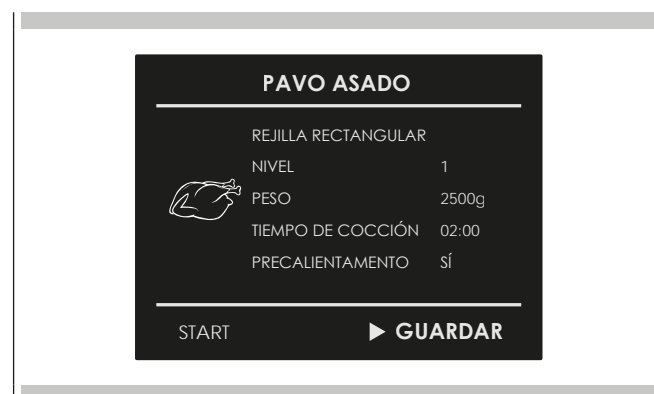 PAVO ASADO
REJILLA RECTANGULAR
NIVEL 1
PESO 2500g
TIEMPO DE COCCIÓN 02:00
PRECALIENTAMENTO SÍ
START ▶ GUARDAR